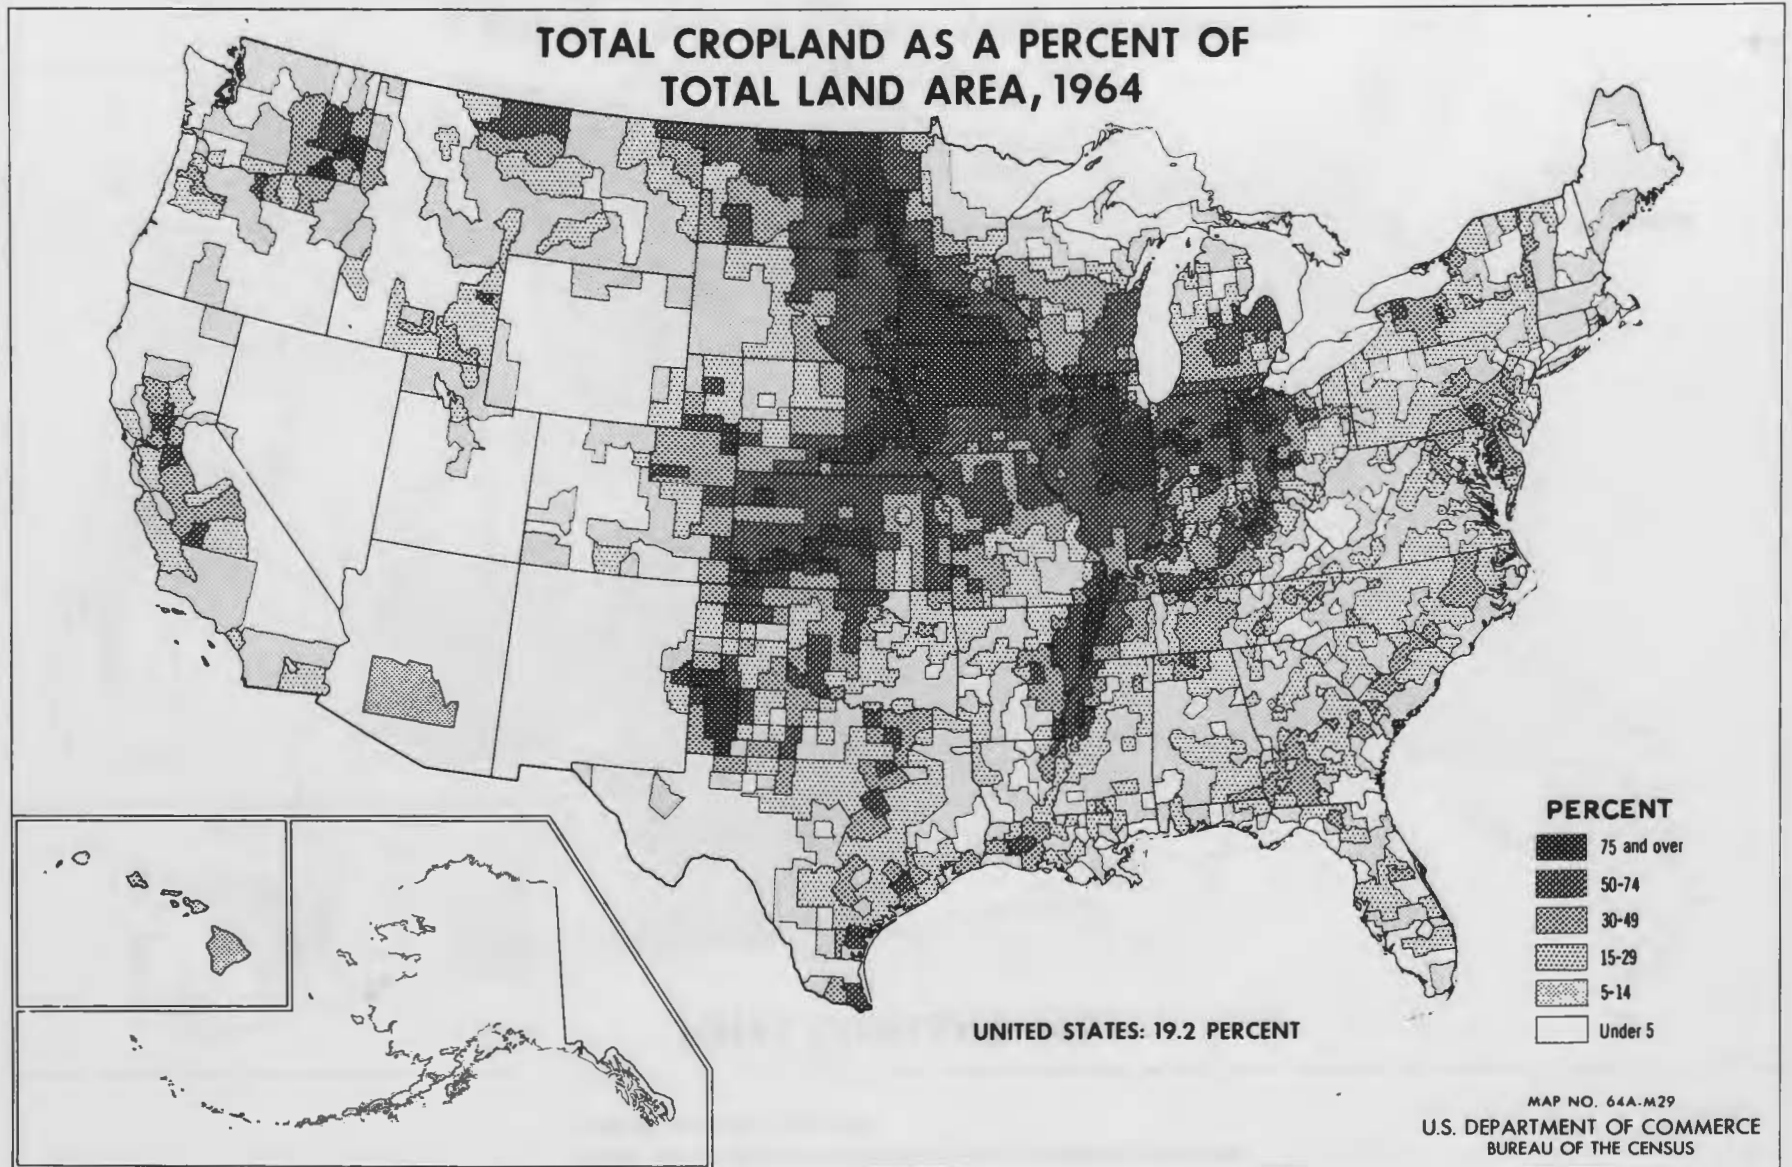 TOTAL CROPLAND AS A PERCENT OF
TOTAL LAND AREA, 1964
PERCENT
75 and over
50-74
30-49
15-29
5-14
Under 5
UNITED STATES: 19.2 PERCENT
MAP NO. 64A-M29
U.S. DEPARTMENT OF COMMERCE
BUREAU OF THE CENSUS